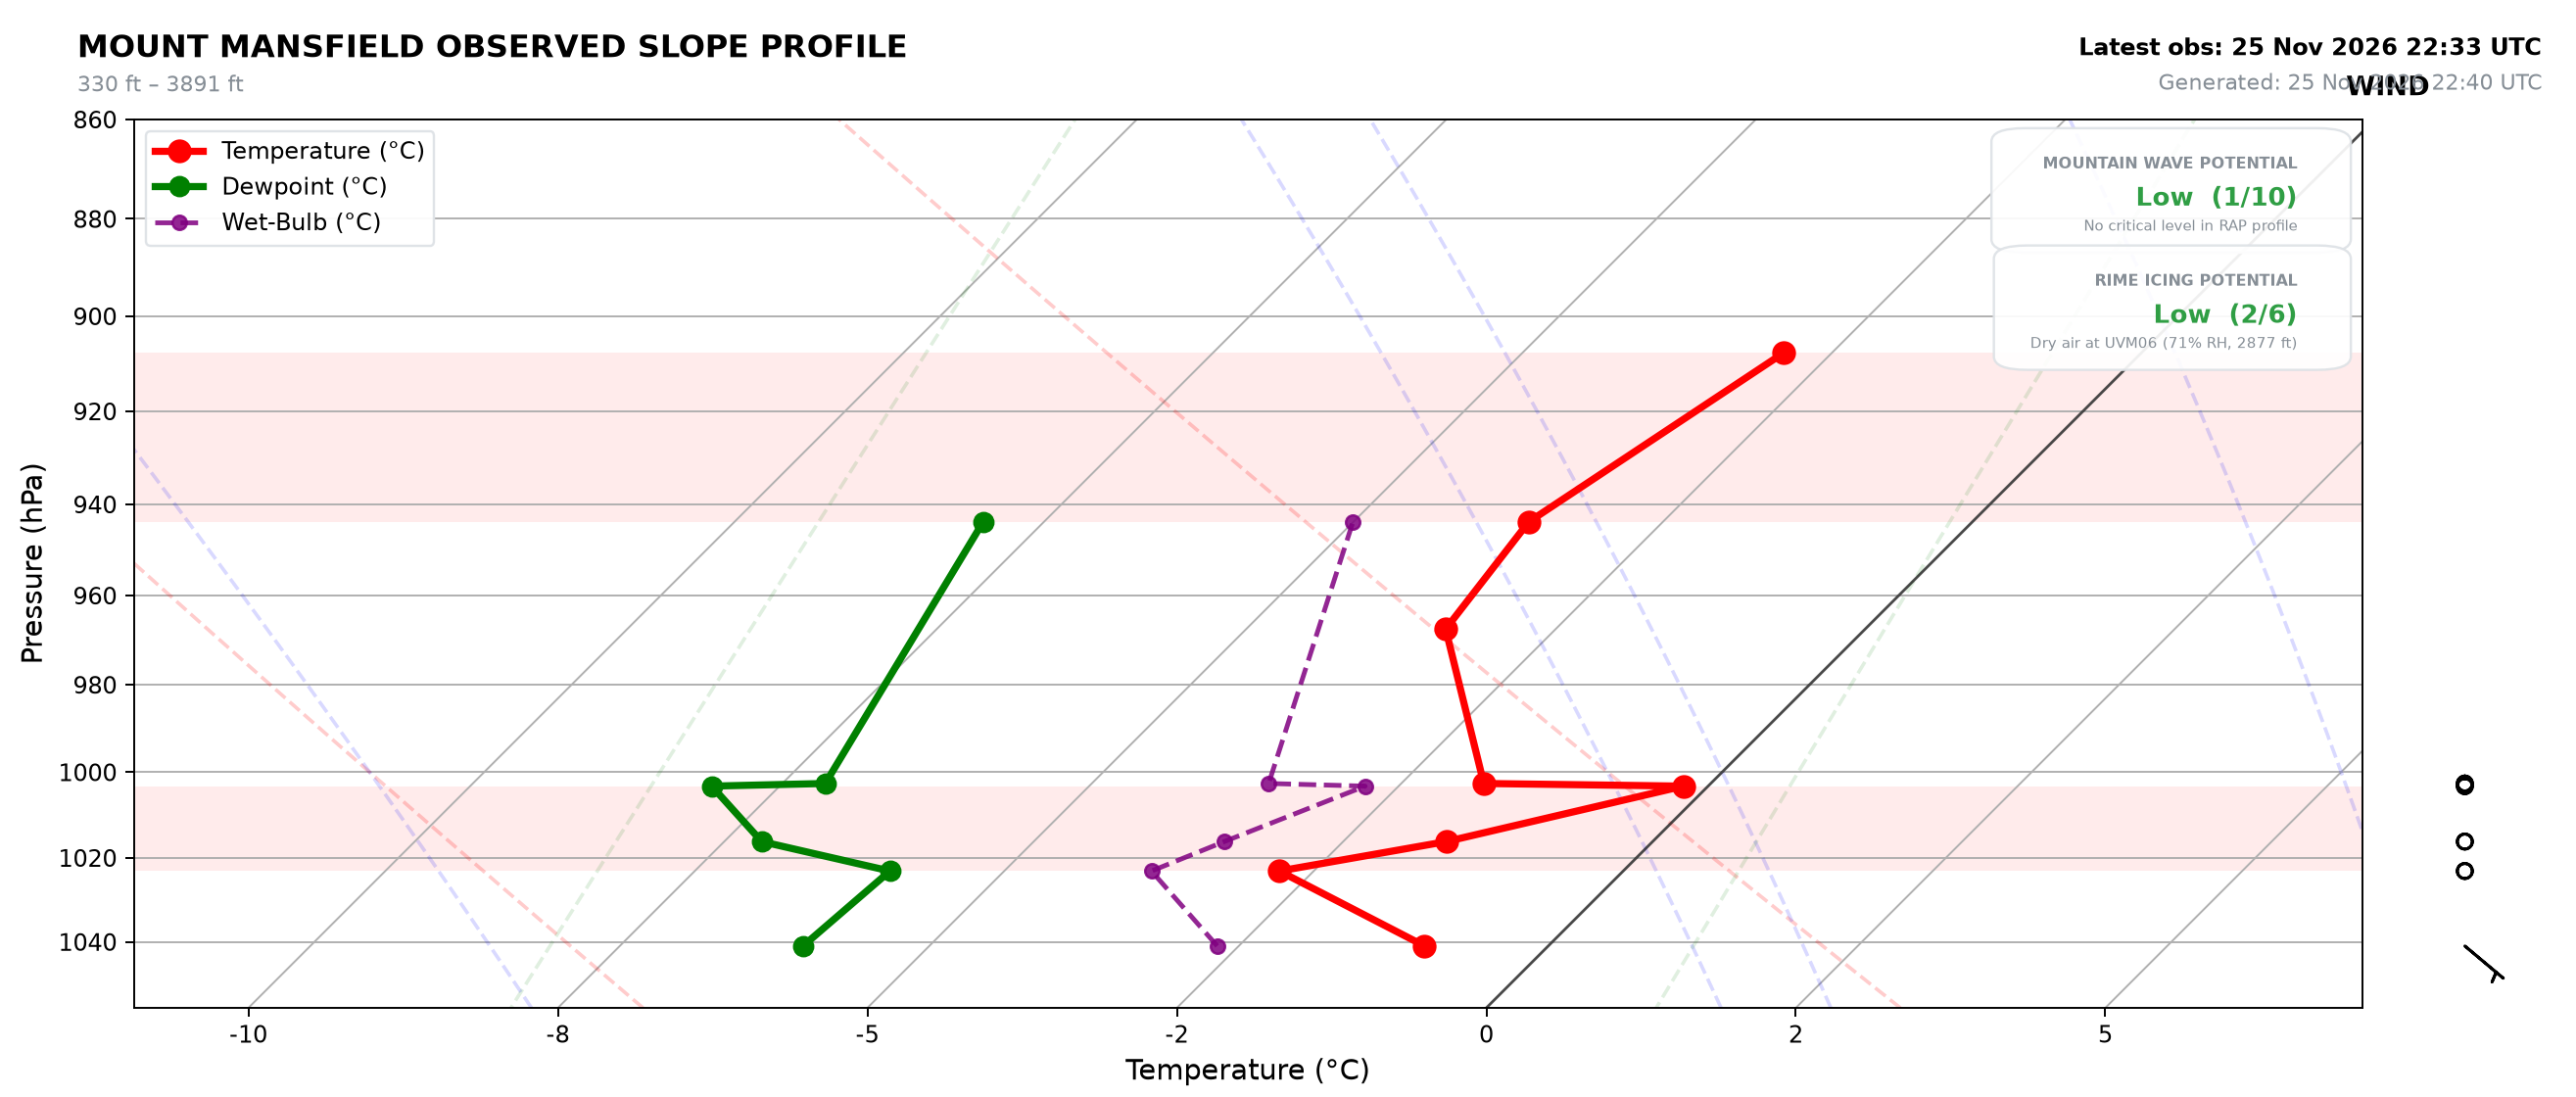 MOUNT MANSFIELD OBSERVED SLOPE PROFILE
330 ft – 3891 ft
Latest obs: 25 Nov 2026 22:33 UTC
Generated: 25 Nov 2026 22:40 UTC
WIND
Temperature (°C)
Dewpoint (°C)
Wet-Bulb (°C)
MOUNTAIN WAVE POTENTIAL
Low (1/10)
No critical level in RAP profile
RIME ICING POTENTIAL
Low (2/6)
Dry air at UVM06 (71% RH, 2877 ft)
Pressure (hPa)
860
880
900
920
940
960
980
1000
1020
1040
-10
-8
-5
-2
0
2
5
Temperature (°C)